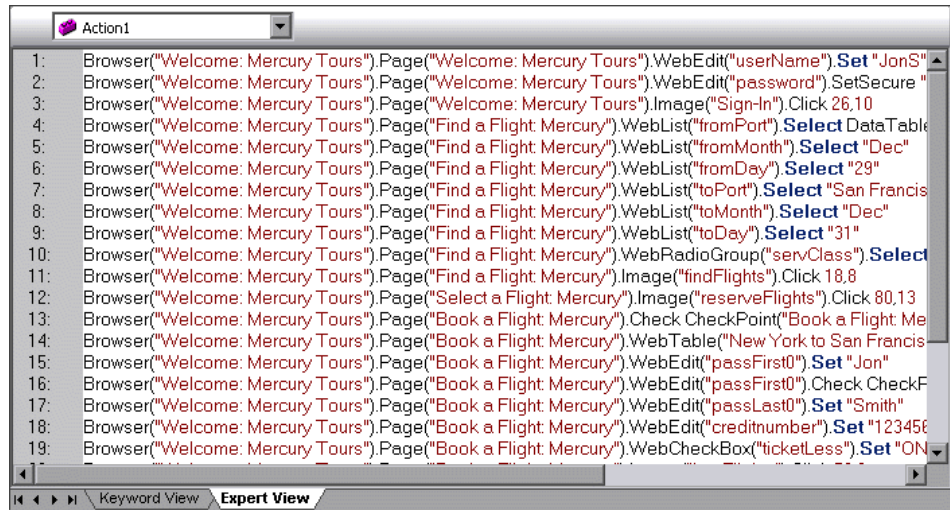 Action1
1: Browser("Welcome: Mercury Tours").Page("Welcome: Mercury Tours").WebEdit("userName").Set "JonS"
2: Browser("Welcome: Mercury Tours").Page("Welcome: Mercury Tours").WebEdit("password").SetSecure "
3: Browser("Welcome: Mercury Tours").Page("Welcome: Mercury Tours").Image("Sign-In").Click 26,10
4: Browser("Welcome: Mercury Tours").Page("Find a Flight: Mercury").WebList("fromPort").Select DataTable
5: Browser("Welcome: Mercury Tours").Page("Find a Flight: Mercury").WebList("fromMonth").Select "Dec"
6: Browser("Welcome: Mercury Tours").Page("Find a Flight: Mercury").WebList("fromDay").Select "29"
7: Browser("Welcome: Mercury Tours").Page("Find a Flight: Mercury").WebList("toPort").Select "San Francis
8: Browser("Welcome: Mercury Tours").Page("Find a Flight: Mercury").WebList("toMonth").Select "Dec"
9: Browser("Welcome: Mercury Tours").Page("Find a Flight: Mercury").WebList("toDay").Select "31"
10: Browser("Welcome: Mercury Tours").Page("Find a Flight: Mercury").WebRadioGroup("servClass").Select
11: Browser("Welcome: Mercury Tours").Page("Find a Flight: Mercury").Image("findFlights").Click 18,8
12: Browser("Welcome: Mercury Tours").Page("Select a Flight: Mercury").Image("reserveFlights").Click 80,13
13: Browser("Welcome: Mercury Tours").Page("Book a Flight: Mercury").Check CheckPoint("Book a Flight: Me
14: Browser("Welcome: Mercury Tours").Page("Book a Flight: Mercury").WebTable("New York to San Francis
15: Browser("Welcome: Mercury Tours").Page("Book a Flight: Mercury").WebEdit("passFirst0").Set "Jon"
16: Browser("Welcome: Mercury Tours").Page("Book a Flight: Mercury").WebEdit("passFirst0").Check CheckP
17: Browser("Welcome: Mercury Tours").Page("Book a Flight: Mercury").WebEdit("passLast0").Set "Smith"
18: Browser("Welcome: Mercury Tours").Page("Book a Flight: Mercury").WebEdit("creditnumber").Set "123456
19: Browser("Welcome: Mercury Tours").Page("Book a Flight: Mercury").WebCheckBox("ticketLess").Set "ON
Keyword View Expert View